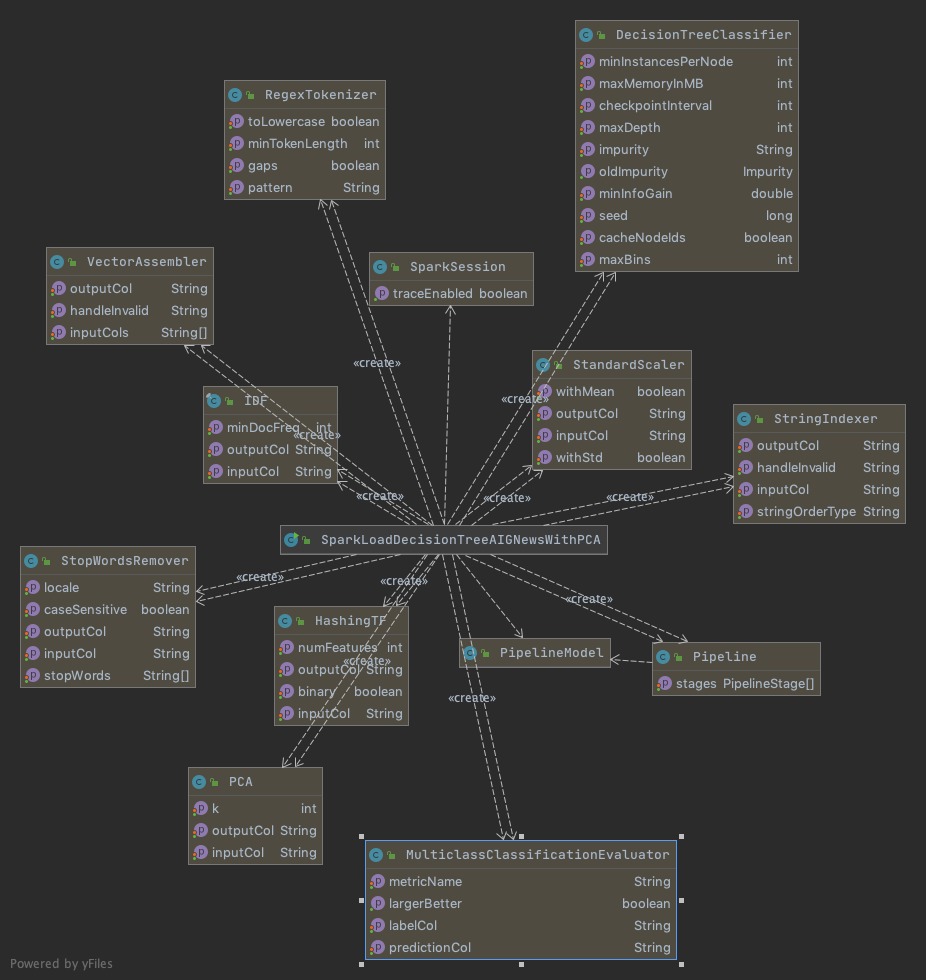 DecisionTreeClassifier
minInstancesPerNode int
maxMemoryInMB int
checkpointInterval int
maxDepth int
impurity String
oldImpurity Impurity
minInfoGain double
seed long
cacheNodeIds boolean
maxBins int
RegexTokenizer
toLowercase boolean
minTokenLength int
gaps boolean
pattern String
VectorAssembler
outputCol String
handleInvalid String
inputCols String[]
SparkSession
traceEnabled boolean
«create»
IDF
minDocFreq int
outputCol String
inputCol String
«create»
StandardScaler
withMean boolean
outputCol String
inputCol String
withStd boolean
«create»
StringIndexer
outputCol String
handleInvalid String
inputCol String
stringOrderType String
«create»
«create»
«create»
SparkLoadDecisionTreeAIGNewsWithPCA
StopWordsRemover
locale String
caseSensitive boolean
outputCol String
inputCol String
stopWords String[]
«create»
«create»
«create»
HashingTF
numFeatures int
outputCol String
binary boolean
inputCol String
«create»
PipelineModel
Pipeline
stages PipelineStage[]
«create»
PCA
k int
outputCol String
inputCol String
MulticlassClassificationEvaluator
metricName String
largerBetter boolean
labelCol String
predictionCol String
Powered by yFiles